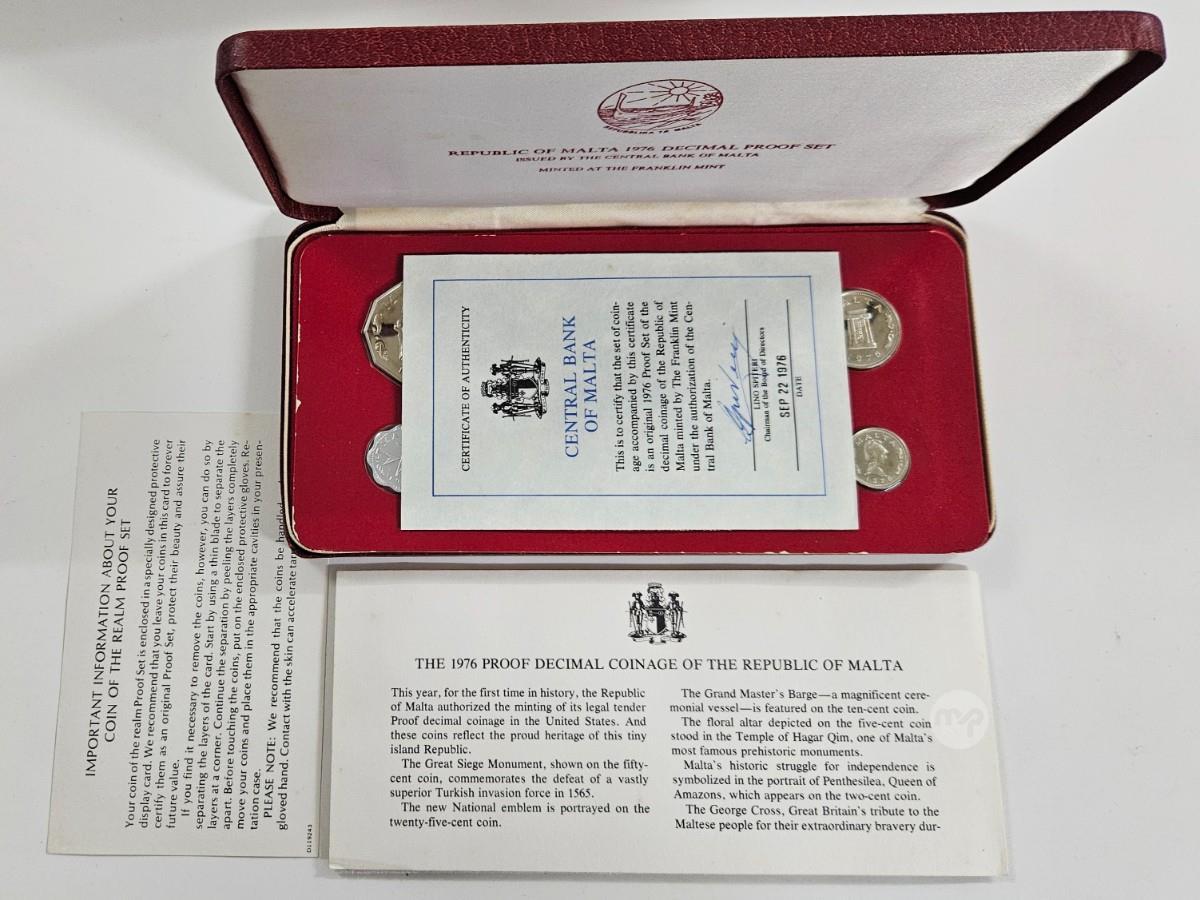 REPUBBLIKA TA' MALTA
REPUBLIC OF MALTA 1976 DECIMAL PROOF SET
ISSUED BY THE CENTRAL BANK OF MALTA
MINTED AT THE FRANKLIN MINT
CERTIFICATE OF AUTHENTICITY
CENTRAL BANK
OF MALTA
This is to certify that the set of coin-
age accompanied by this certificate
is an original 1976 Proof Set of the
decimal coinage of the Republic of
Malta minted by The Franklin Mint
under the authorization of the Cen-
tral Bank of Malta.
LINO SPITERI
Chairman of the Board of Directors
SEP 22 1976
DATE
MALTA
1976
MALTA
1976
IMPORTANT INFORMATION ABOUT YOUR
COIN OF THE REALM PROOF SET
Your coin of the realm Proof Set is enclosed in a specially designed protective
display card. We recommend that you leave your coins in this card to forever
certify them as an original Proof Set, protect their beauty and assure their
future value.
If you find it necessary to remove the coins, however, you can do so by
separating the layers of the card. Start by using a thin blade to separate the
layers at a corner. Continue the separation by peeling the layers completely
apart. Before touching the coins, put on the enclosed protective gloves. Re-
move your coins and place them in the appropriate cavities in your presen-
tation case.
PLEASE NOTE: We recommend that the coins be handled
gloved hand. Contact with the skin can accelerate tar
D119243
THE 1976 PROOF DECIMAL COINAGE OF THE REPUBLIC OF MALTA
This year, for the first time in history, the Republic
of Malta authorized the minting of its legal tender
Proof decimal coinage in the United States. And
these coins reflect the proud heritage of this tiny
island Republic.
The Great Siege Monument, shown on the fifty-
cent coin, commemorates the defeat of a vastly
superior Turkish invasion force in 1565.
The new National emblem is portrayed on the
twenty-five-cent coin.
The Grand Master's Barge—a magnificent cere-
monial vessel—is featured on the ten-cent coin.
The floral altar depicted on the five-cent coin
stood in the Temple of Hagar Qim, one of Malta's
most famous prehistoric monuments.
Malta's historic struggle for independence is
symbolized in the portrait of Penthesilea, Queen of
Amazons, which appears on the two-cent coin.
The George Cross, Great Britain's tribute to the
Maltese people for their extraordinary bravery dur-
mvp